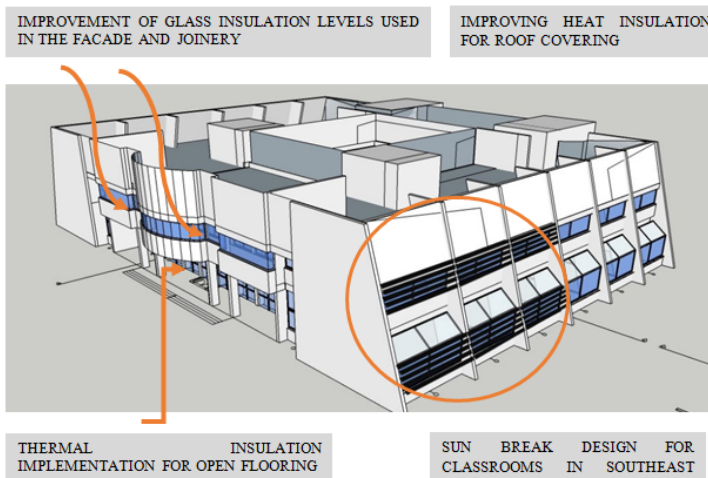 IMPROVEMENT OF GLASS INSULATION LEVELS USED
IN THE FACADE AND JOINERY
IMPROVING HEAT INSULATION
FOR ROOF COVERING
THERMAL INSULATION
IMPLEMENTATION FOR OPEN FLOORING
SUN BREAK DESIGN FOR
CLASSROOMS IN SOUTHEAST